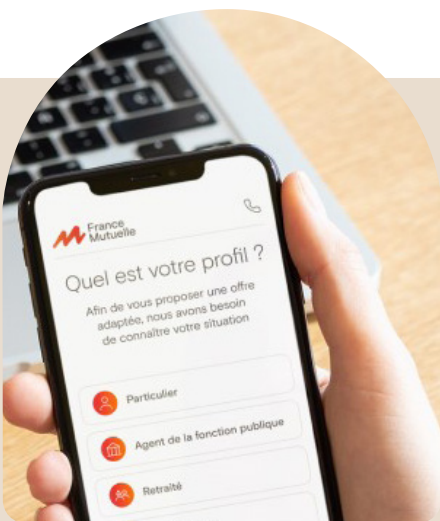 France
Mutuelle
Quel est votre profil ?
Afin de vous proposer une offre
adaptée, nous avons besoin
de connaître votre situation
Particulier
Agent de la fonction publique
Retraité